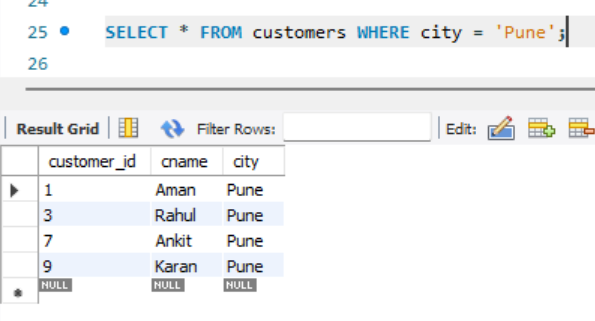 24
25 SELECT * FROM customers WHERE city = 'Pune';
26
Result Grid Filter Rows: Edit:
customer_id cname city
1 Aman Pune
3 Rahul Pune
7 Ankit Pune
9 Karan Pune
NULL NULL NULL